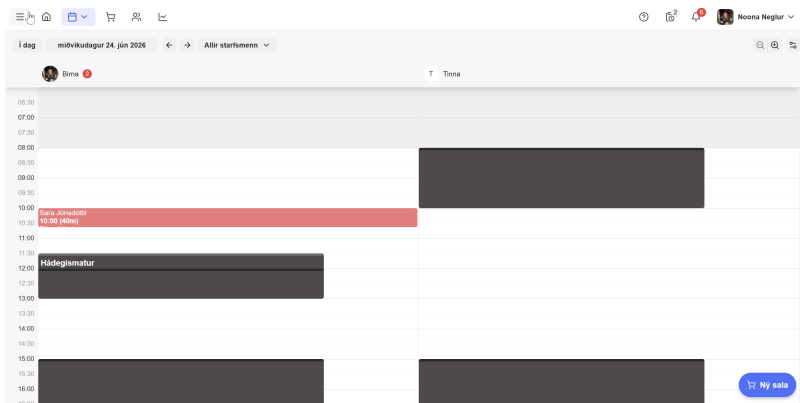 2
6
Noona Neglur
Í dag
miðvikudagur 24. jún 2026
Allir starfsmenn
Birna 2
T Tinna
06:30
07:00
07:30
08:00
08:30
09:00
09:30
10:00
Sara Jónsdóttir
10:00 (40m)
10:30
11:00
11:30
Hádegismatur
12:00
12:30
13:00
13:30
14:00
14:30
15:00
15:30
16:00
Ný sala